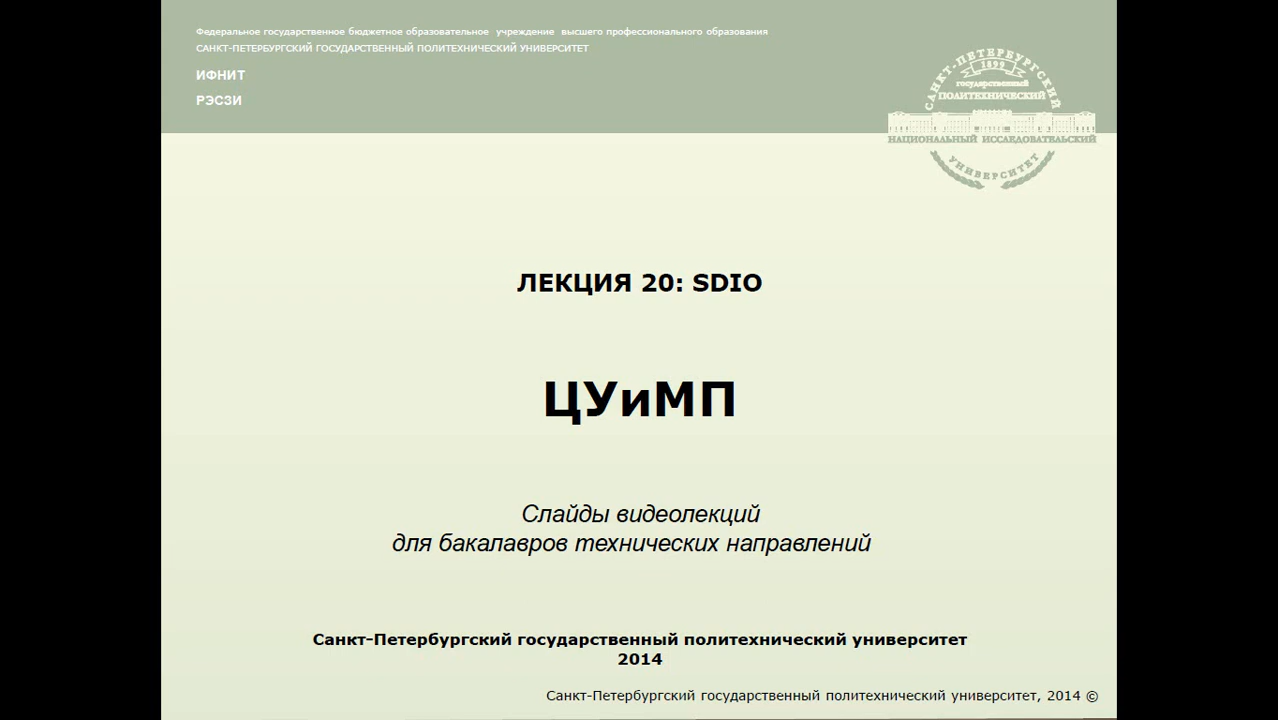 Федеральное государственное бюджетное образовательное учреждение высшего профессионального образования
САНКТ-ПЕТЕРБУРГСКИЙ ГОСУДАРСТВЕННЫЙ ПОЛИТЕХНИЧЕСКИЙ УНИВЕРСИТЕТ
ИФНИТ
РЭСЗИ
САНКТ-ПЕТЕРБУРГСКИЙ
1899
государственный
ПОЛИТЕХНИЧЕСКИЙ
НАЦИОНАЛЬНЫЙ ИССЛЕДОВАТЕЛЬСКИЙ
УНИВЕРСИТЕТ
ЛЕКЦИЯ 20: SDIO
ЦУиМП
Слайды видеолекций
для бакалавров технических направлений
Санкт-Петербургский государственный политехнический университет
2014
Санкт-Петербургский государственный политехнический университет, 2014 ©